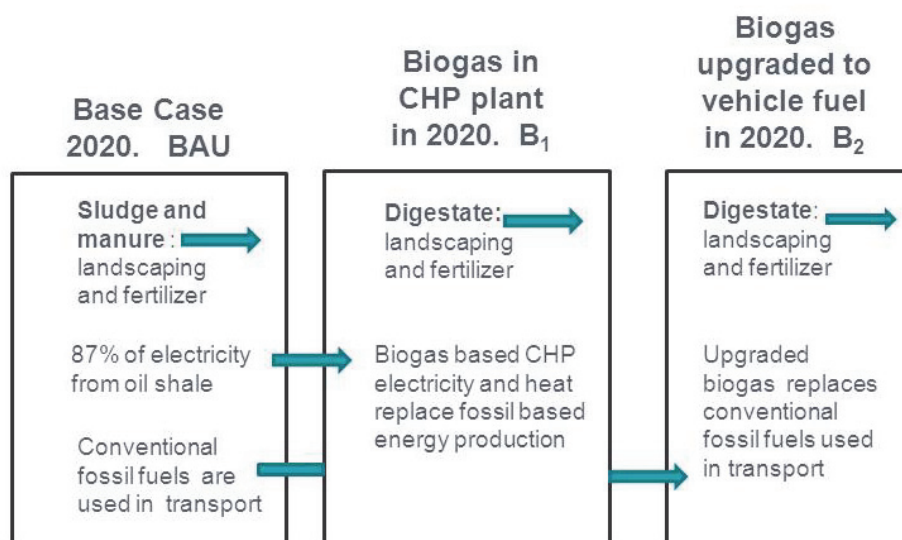 Base Case
2020. BAU
Sludge and
manure :
landscaping
and fertilizer
87% of electricity
from oil shale
Conventional
fossil fuels are
used in transport
Biogas in
CHP plant
in 2020. B₁
Digestate:
landscaping
and fertilizer
Biogas based CHP
electricity and heat
replace fossil based
energy production
Biogas
upgraded to
vehicle fuel
in 2020. B₂
Digestate:
landscaping
and fertilizer
Upgraded
biogas replaces
conventional
fossil fuels used
in transport